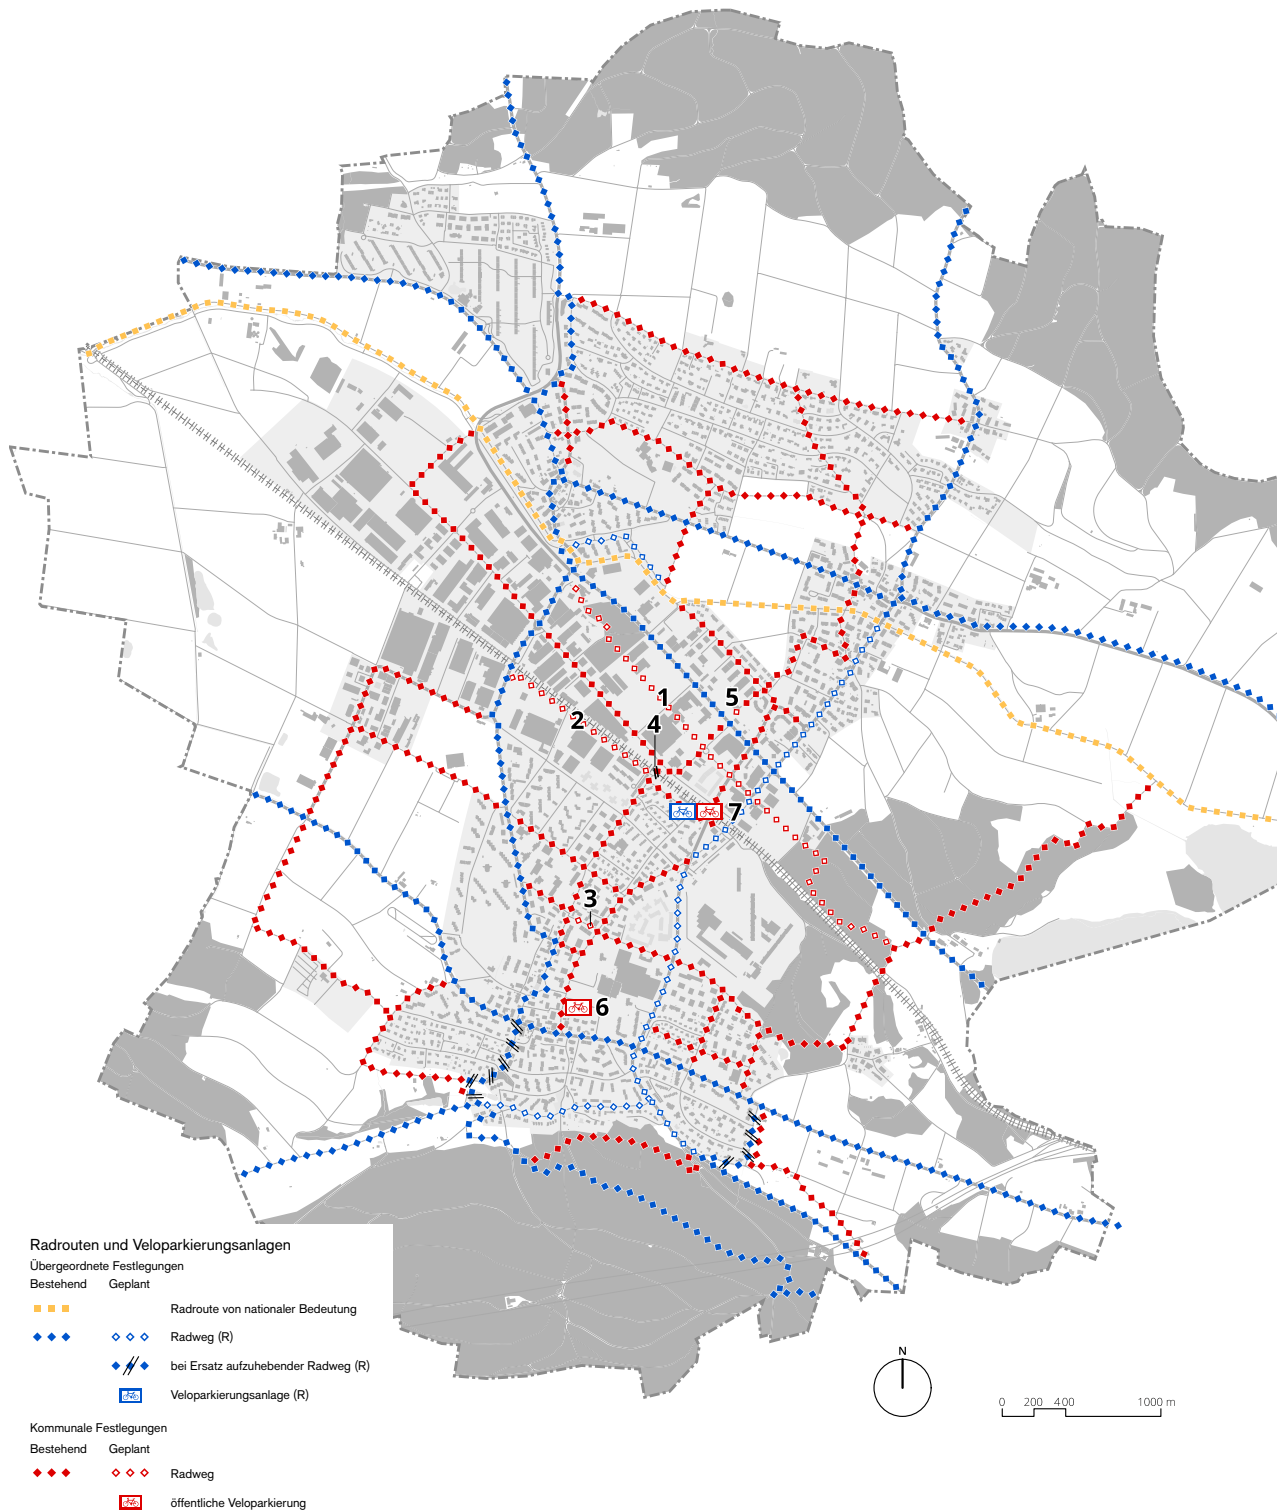 1
5
2
4
7
3
6
Radrouten und Veloparkierungsanlagen
Übergeordnete Festlegungen
Bestehend Geplant
Radroute von nationaler Bedeutung
Radweg (R)
bei Ersatz aufzuhebender Radweg (R)
Veloparkierungsanlage (R)
Kommunale Festlegungen
Bestehend Geplant
Radweg
öffentliche Veloparkierung
N
0 200 400 1000 m